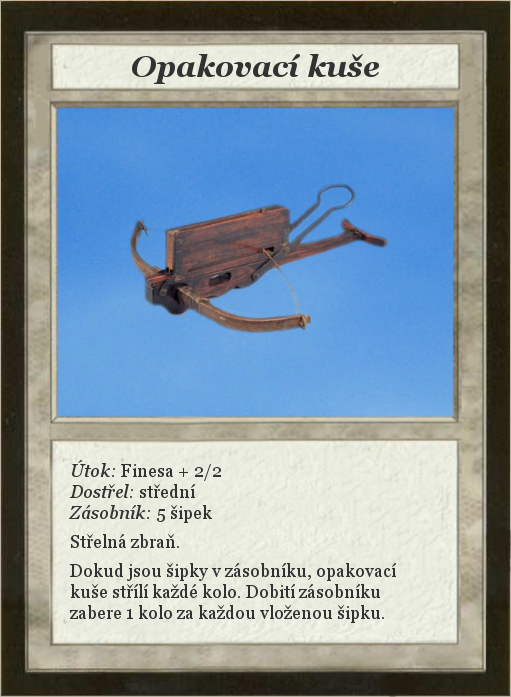 Opakovací kuše
Útok: Finesa + 2/2
Dostřel: střední
Zásobník: 5 šipek
Střelná zbraň.
Dokud jsou šipky v zásobníku, opakovací
kuše střílí každé kolo. Dobití zásobníku
zabere 1 kolo za každou vloženou šipku.